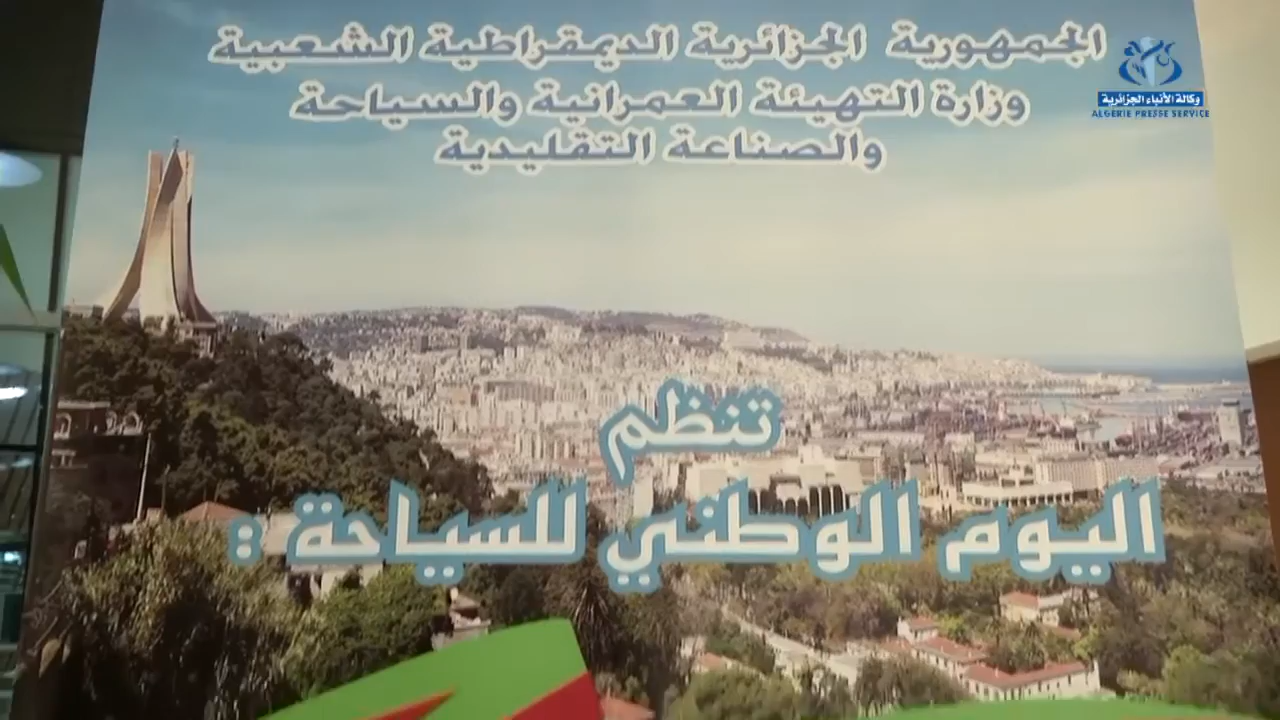 الجمهورية الجزائرية الديمقراطية الشعبية
وزارة التهيئة العمرانية والسياحة
والصناعة التقليدية
وكالة الأنباء الجزائرية
ALGERIE PRESSE SERVICE
تنظم
اليوم الوطني للسياحة :